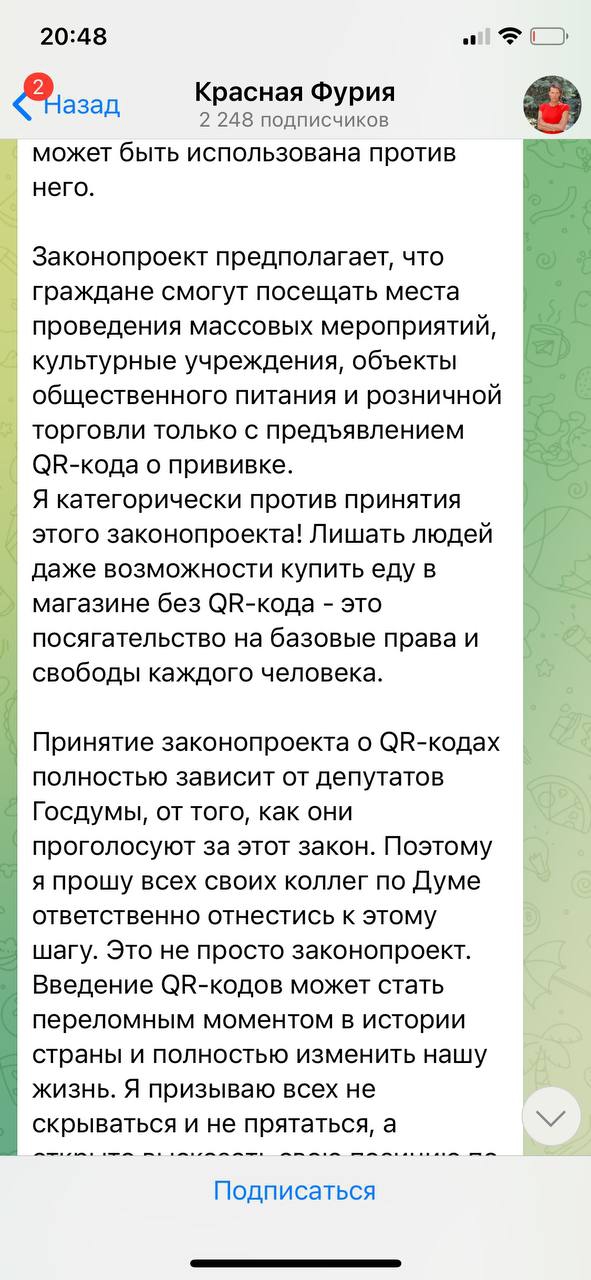 20:48
2
Назад
Красная Фурия
2 248 подписчиков
может быть использована против
него.
Законопроект предполагает, что
граждане смогут посещать места
проведения массовых мероприятий,
культурные учреждения, объекты
общественного питания и розничной
торговли только с предъявлением
QR-кода о прививке.
Я категорически против принятия
этого законопроекта! Лишать людей
даже возможности купить еду в
магазине без QR-кода - это
посягательство на базовые права и
свободы каждого человека.
Принятие законопроекта о QR-кодах
полностью зависит от депутатов
Госдумы, от того, как они
проголосуют за этот закон. Поэтому
я прошу всех своих коллег по Думе
ответственно отнестись к этому
шагу. Это не просто законопроект.
Введение QR-кодов может стать
переломным моментом в истории
страны и полностью изменить нашу
жизнь. Я призываю всех не
скрываться и не прятаться, а
открыто высказать свою позицию по
Подписаться